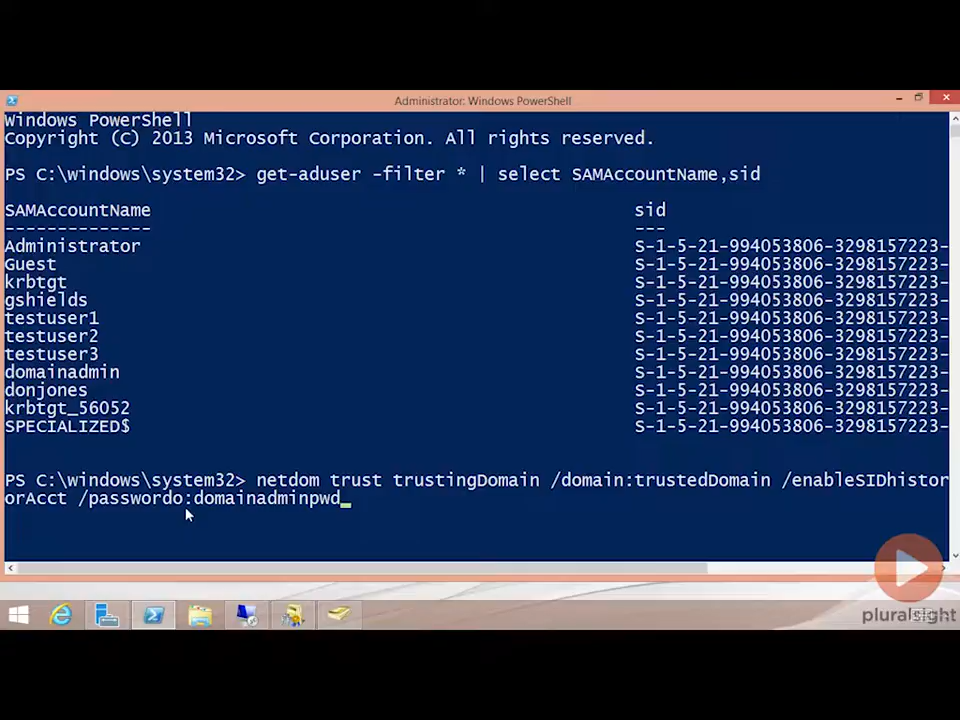 Administrator: Windows PowerShell
Windows PowerShell
Copyright (C) 2013 Microsoft Corporation. All rights reserved.
PS C:\windows\system32> get-aduser -filter * | select SAMAccountName,sid
SAMAccountName sid
-------------- ---
Administrator S-1-5-21-994053806-3298157223-
Guest S-1-5-21-994053806-3298157223-
krbtgt S-1-5-21-994053806-3298157223-
gshields S-1-5-21-994053806-3298157223-
testuser1 S-1-5-21-994053806-3298157223-
testuser2 S-1-5-21-994053806-3298157223-
testuser3 S-1-5-21-994053806-3298157223-
domainadmin S-1-5-21-994053806-3298157223-
donjones S-1-5-21-994053806-3298157223-
krbtgt_56052 S-1-5-21-994053806-3298157223-
SPECIALIZED$ S-1-5-21-994053806-3298157223-
PS C:\windows\system32> netdom trust trustingDomain /domain:trustedDomain /enableSIDhistor
orAcct /passwordo:domainadminpwd
pluralsight